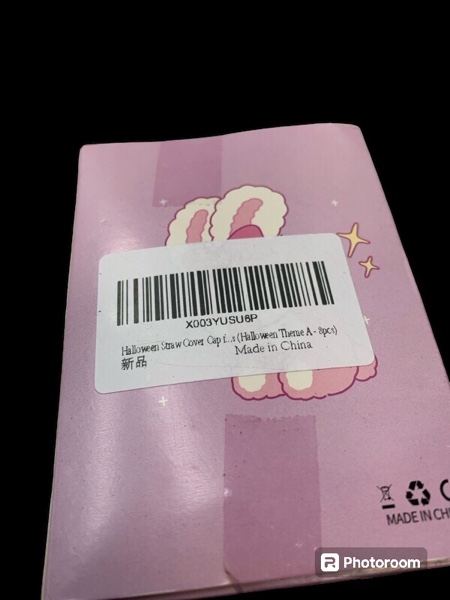 X003YUSU6P
Halloween Straw Cover Cap f...s (Halloween Theme A - 8pcs)
新品
Made in China
MADE IN CHI
Photoroom